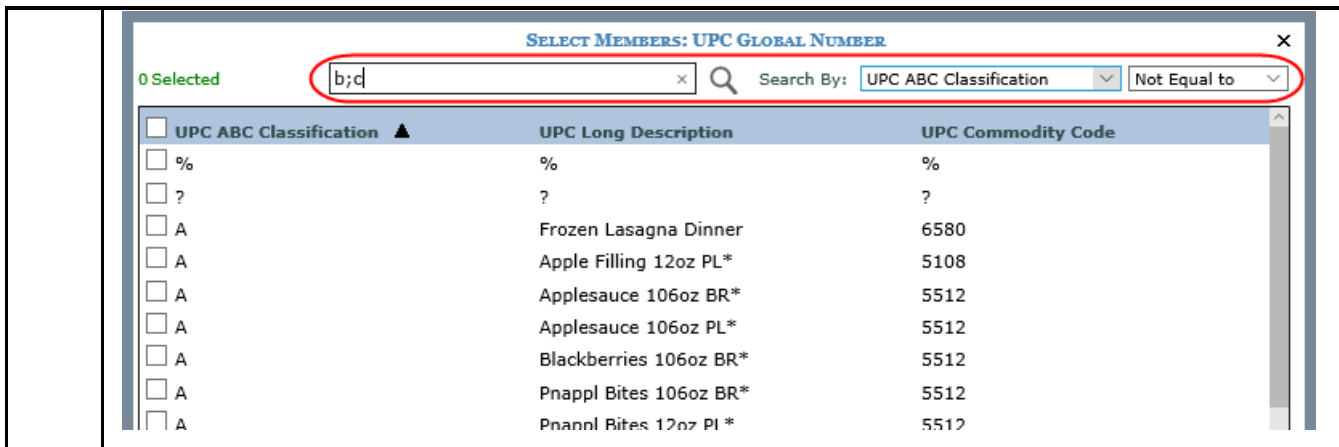 SELECT MEMBERS: UPC GLOBAL NUMBER ×
0 Selected b;c × Search By: UPC ABC Classification Not Equal to
UPC ABC Classification ▲ UPC Long Description UPC Commodity Code
% % %
? ? ?
A Frozen Lasagna Dinner 6580
A Apple Filling 12oz PL* 5108
A Applesauce 106oz BR* 5512
A Applesauce 106oz PL* 5512
A Blackberries 106oz BR* 5512
A Pnappl Bites 106oz BR* 5512
A Pnappl Bites 12oz PL* 5512